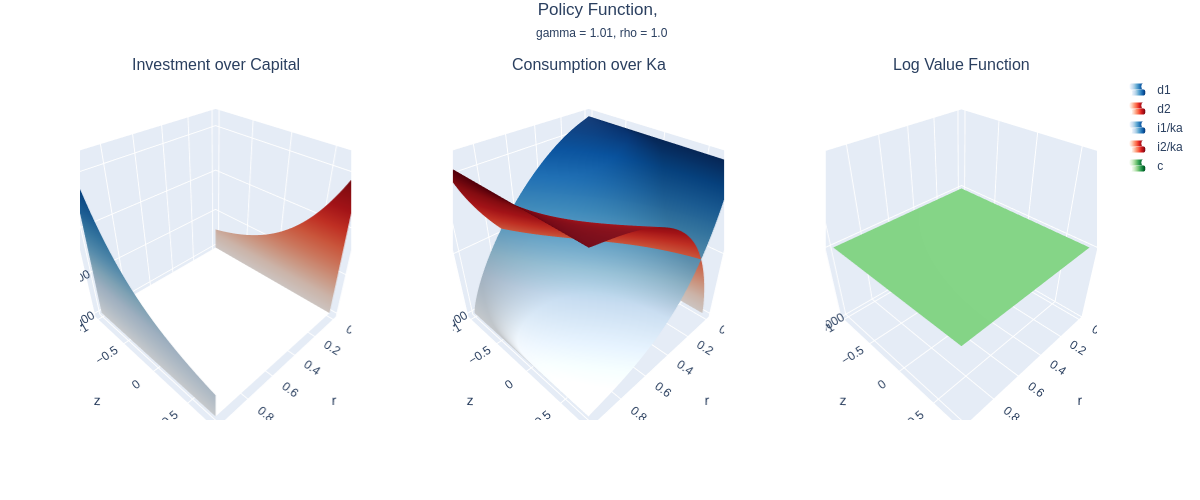 Policy Function,
gamma = 1.01, rho = 1.0
Investment over Capital
Consumption over Ka
Log Value Function
d1
d2
i1/ka
i2/ka
c
−0.5
0
z
0.2
0.4
0.6
0.8
r
−0.5
0
z
0.2
0.4
0.6
0.8
r
−0.5
0
z
0.2
0.4
0.6
0.8
r